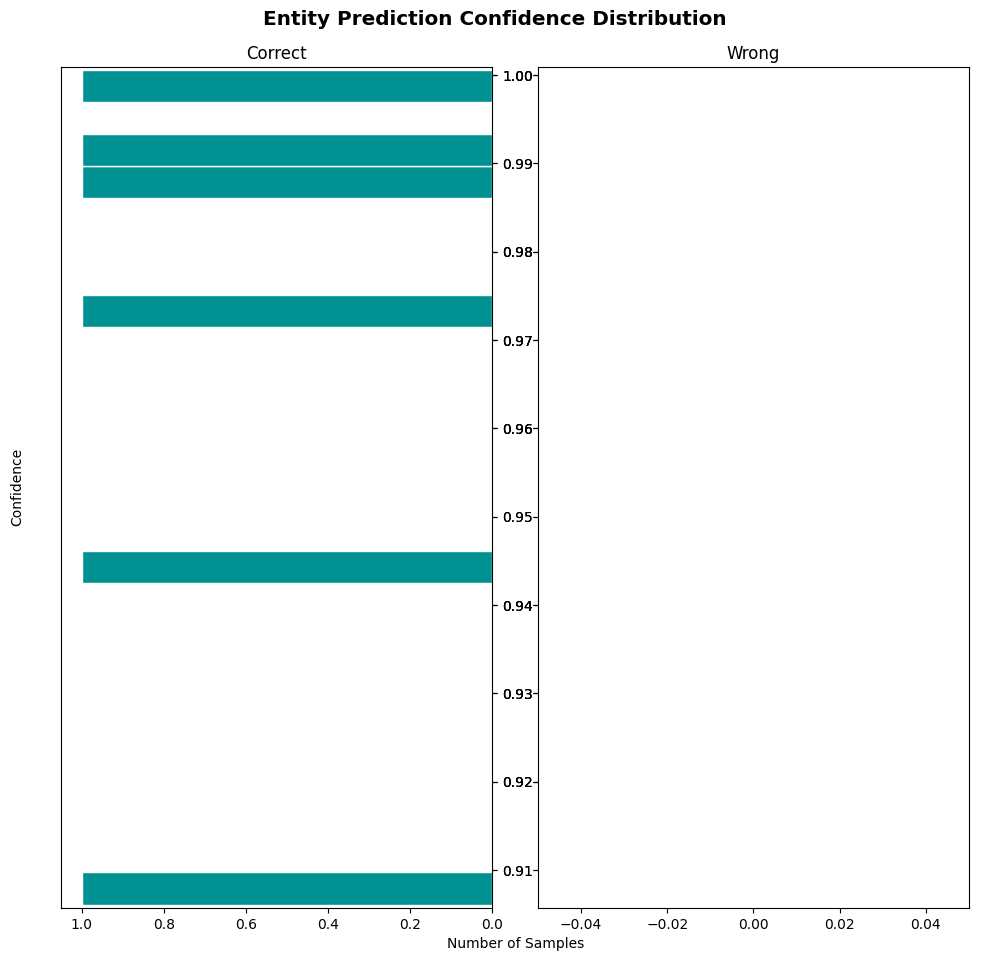 Entity Prediction Confidence Distribution
Correct
Wrong
1.00
0.99
0.98
0.97
0.96
0.95
0.94
0.93
0.92
0.91
Confidence
1.0 0.8 0.6 0.4 0.2 0.0
−0.04 −0.02 0.00 0.02 0.04
Number of Samples